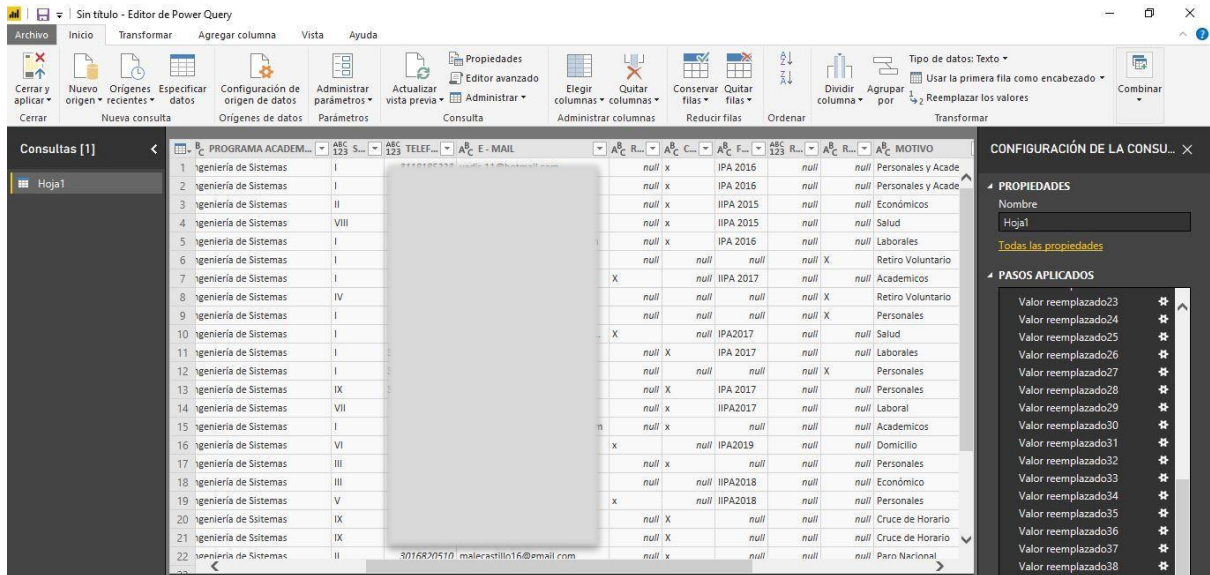 Sin título - Editor de Power Query
Archivo Inicio Transformar Agregar columna Vista Ayuda
Cerrar y aplicar
Nuevo origen
Orígenes recientes
Especificar datos
Configuración de origen de datos
Administrar parámetros
Actualizar vista previa
Propiedades
Editor avanzado
Administrar
Elegir columnas
Quitar columnas
Conservar filas
Quitar filas
Dividir columna
Agrupar por
Tipo de datos: Texto
Usar la primera fila como encabezado
Reemplazar los valores
Combinar
Cerrar Nueva consulta Orígenes de datos Parámetros Consulta Administrar columnas Reducir filas Ordenar Transformar
Consultas [1]
Hoja1
PROGRAMA ACADEM... S... TELEF... E - MAIL R... C... F... R... R... MOTIVO
1 ngeniería de Sistemas I null x IPA 2016 null null Personales y Acade
2 ngeniería de Sistemas I null x IPA 2016 null null Personales y Acade
3 ngeniería de Sistemas II null x IIPA 2015 null null Económicos
4 ngeniería de Sistemas VIII null x IIPA 2015 null null Salud
5 ngeniería de Sistemas I null x IPA 2016 null null Laborales
6 ngeniería de Sistemas I null null null null X Retiro Voluntario
7 ngeniería de Sistemas I X null IIPA 2017 null null Academicos
8 ngeniería de Sistemas IV null null null null X Retiro Voluntario
9 ngeniería de Sistemas I null null null null X Personales
10 ngeniería de Sistemas I X null IPA2017 null null Salud
11 ngeniería de Sistemas I null X IPA 2017 null null Laborales
12 ngeniería de Sistemas I null null null null X Personales
13 ngeniería de Sistemas IX null X IPA 2017 null null Personales
14 ngeniería de Sistemas VII null x IIPA2017 null null Laboral
15 ngeniería de Sistemas I null x null null null Academicos
16 ngeniería de Sistemas VI x null IPA2019 null null Domicilio
17 ngeniería de Sistemas III null x null null null Personales
18 ngeniería de Sistemas III null null IIPA2018 null null Económico
19 ngeniería de Sistemas V x null IIPA2018 null null Personales
20 ngeniería de Ssitemas IX null X null null null Cruce de Horario
21 ngeniería de Ssitemas IX null X null null null Cruce de Horario
22 ngeniería de Sistemas II 3016820510 malecastillo16@gmail.com null x null null null Paro Nacional
CONFIGURACIÓN DE LA CONSU...
PROPIEDADES
Nombre
Hoja1
Todas las propiedades
PASOS APLICADOS
Valor reemplazado23
Valor reemplazado24
Valor reemplazado25
Valor reemplazado26
Valor reemplazado27
Valor reemplazado28
Valor reemplazado29
Valor reemplazado30
Valor reemplazado31
Valor reemplazado32
Valor reemplazado33
Valor reemplazado34
Valor reemplazado35
Valor reemplazado36
Valor reemplazado37
Valor reemplazado38